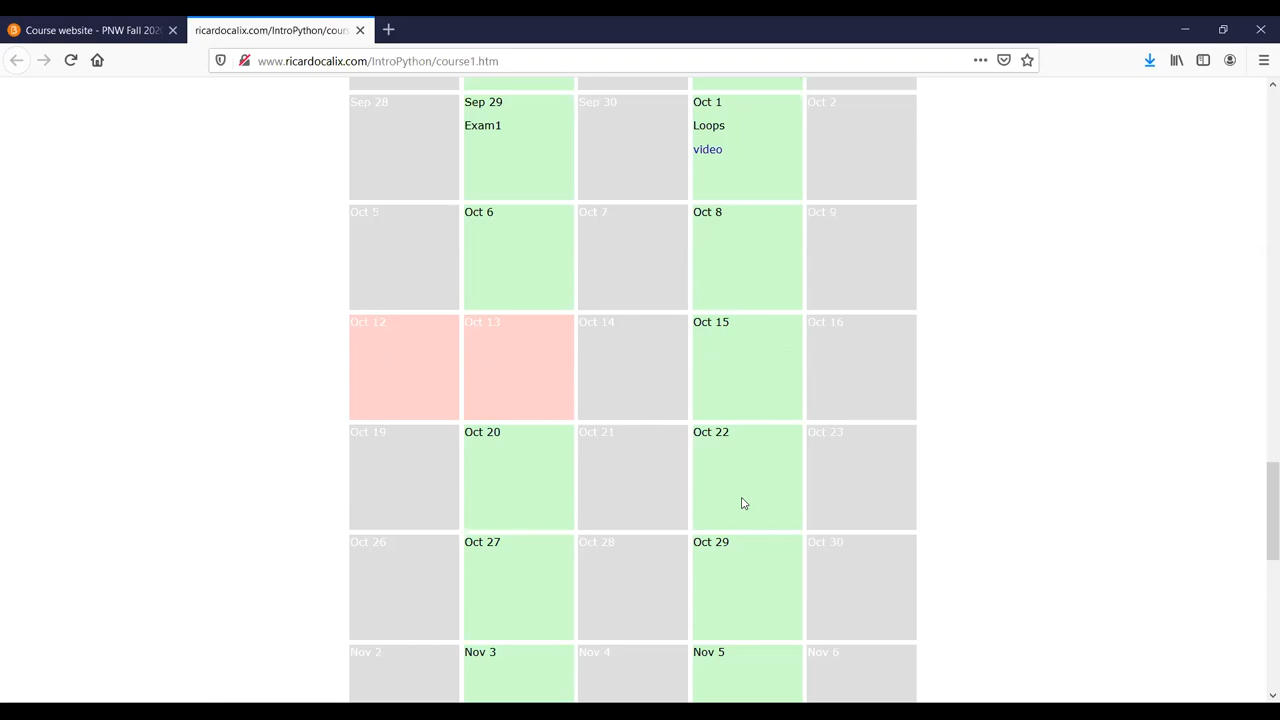 Course website - PNW Fall 202
ricardocalix.com/IntroPython/cours
www.ricardocalix.com/IntroPython/course1.htm
Sep 28 Sep 29 Sep 30 Oct 1 Oct 2
Exam1 Loops
video
Oct 5 Oct 6 Oct 7 Oct 8 Oct 9
Oct 12 Oct 13 Oct 14 Oct 15 Oct 16
Oct 19 Oct 20 Oct 21 Oct 22 Oct 23
Oct 26 Oct 27 Oct 28 Oct 29 Oct 30
Nov 2 Nov 3 Nov 4 Nov 5 Nov 6